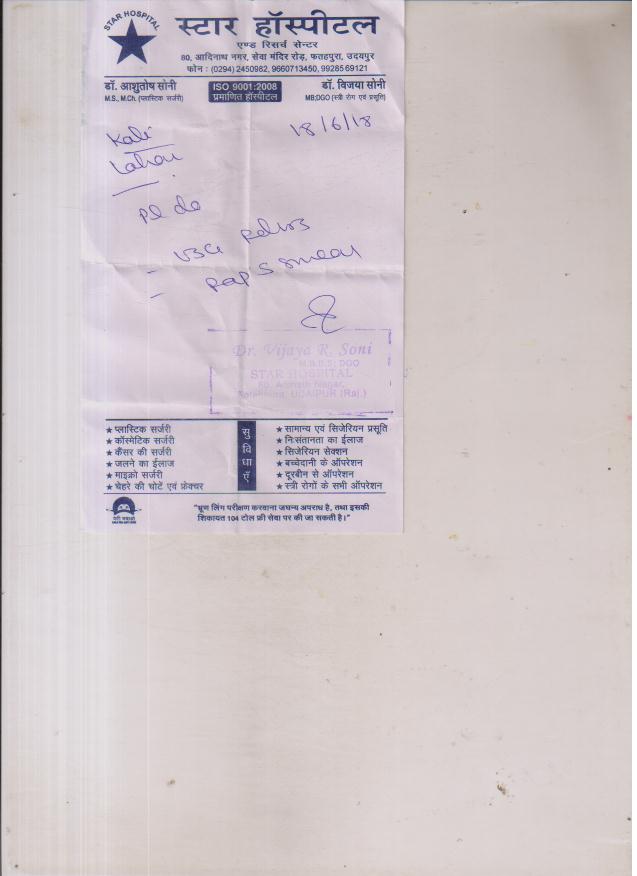 STAR HOSPITAL
स्टार हॉस्पीटल
एण्ड रिसर्च सेन्टर
80, आदिनाथ नगर, सेवा मंदिर रोड़, फतहपुरा, उदयपुर
फोन : (0294) 2450982, 9660713450, 99285 69121
डॉ. आशुतोष सोनी
M.S., M.Ch. (प्लास्टिक सर्जरी)
ISO 9001:2008
प्रमाणित हॉस्पीटल
डॉ. विजया सोनी
MB;DGO (स्त्री रोग एवं प्रसूति)
18/6/18
Pl do
- USG Pelvis
- Pap smear
Dr. Vijaya R. Soni
M.B.B.S; DGO
STAR HOSPITAL
80, Adinath Nagar,
UDAIPUR (Raj.)
★ प्लास्टिक सर्जरी
★ कॉस्मेटिक सर्जरी
★ कैंसर की सर्जरी
★ जलने का ईलाज
★ माइक्रो सर्जरी
★ चेहरे की चोटें एवं फ्रेक्चर
सुविधाएँ
★ सामान्य एवं सिजेरियन प्रसूति
★ निःसंतानता का ईलाज
★ सिजेरियन सेक्शन
★ बच्चेदानी के ऑपरेशन
★ दूरबीन से ऑपरेशन
★ स्त्री रोगों के सभी ऑपरेशन
"भ्रूण लिंग परीक्षण करवाना जघन्य अपराध है, तथा इसकी
शिकायत 104 टोल फ्री सेवा पर की जा सकती है।"